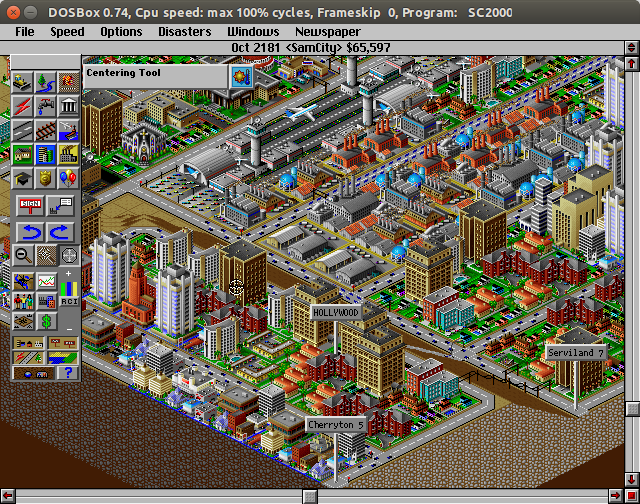 DOSBox 0.74, Cpu speed: max 100% cycles, Frameskip 0, Program: SC2000
File Speed Options Disasters Windows Newspaper
Oct 2181 <SamCity> $65,597
Centering Tool
SIGN
+
RCI
−
?
HOLLYWOOD
Serviland 7
Cherryton 5